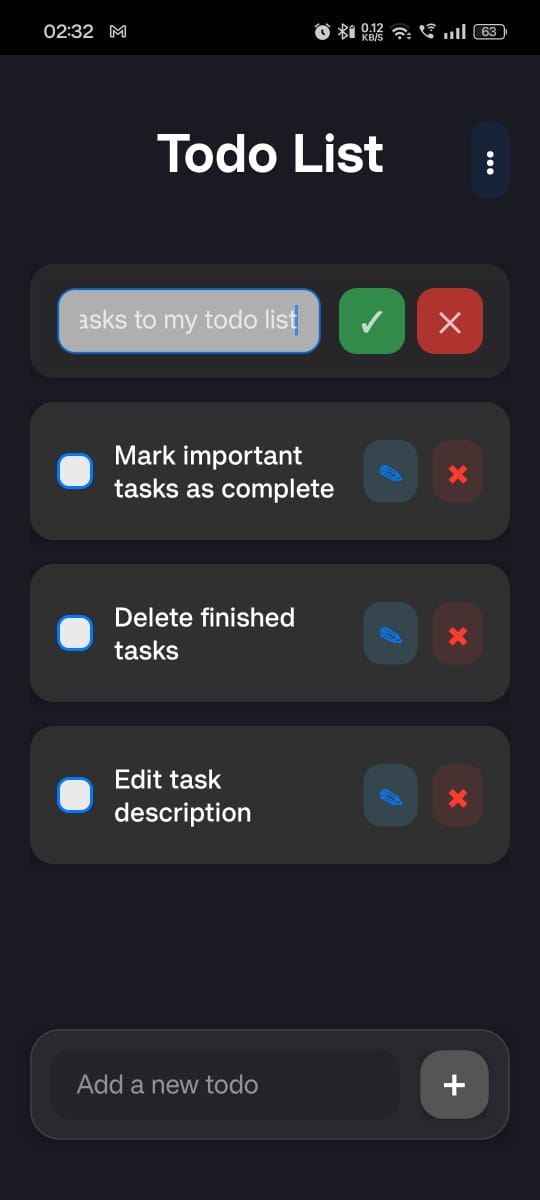 02:32
0.12
KB/S
63
Todo List
asks to my todo list
Mark important
tasks as complete
Delete finished
tasks
Edit task
description
Add a new todo